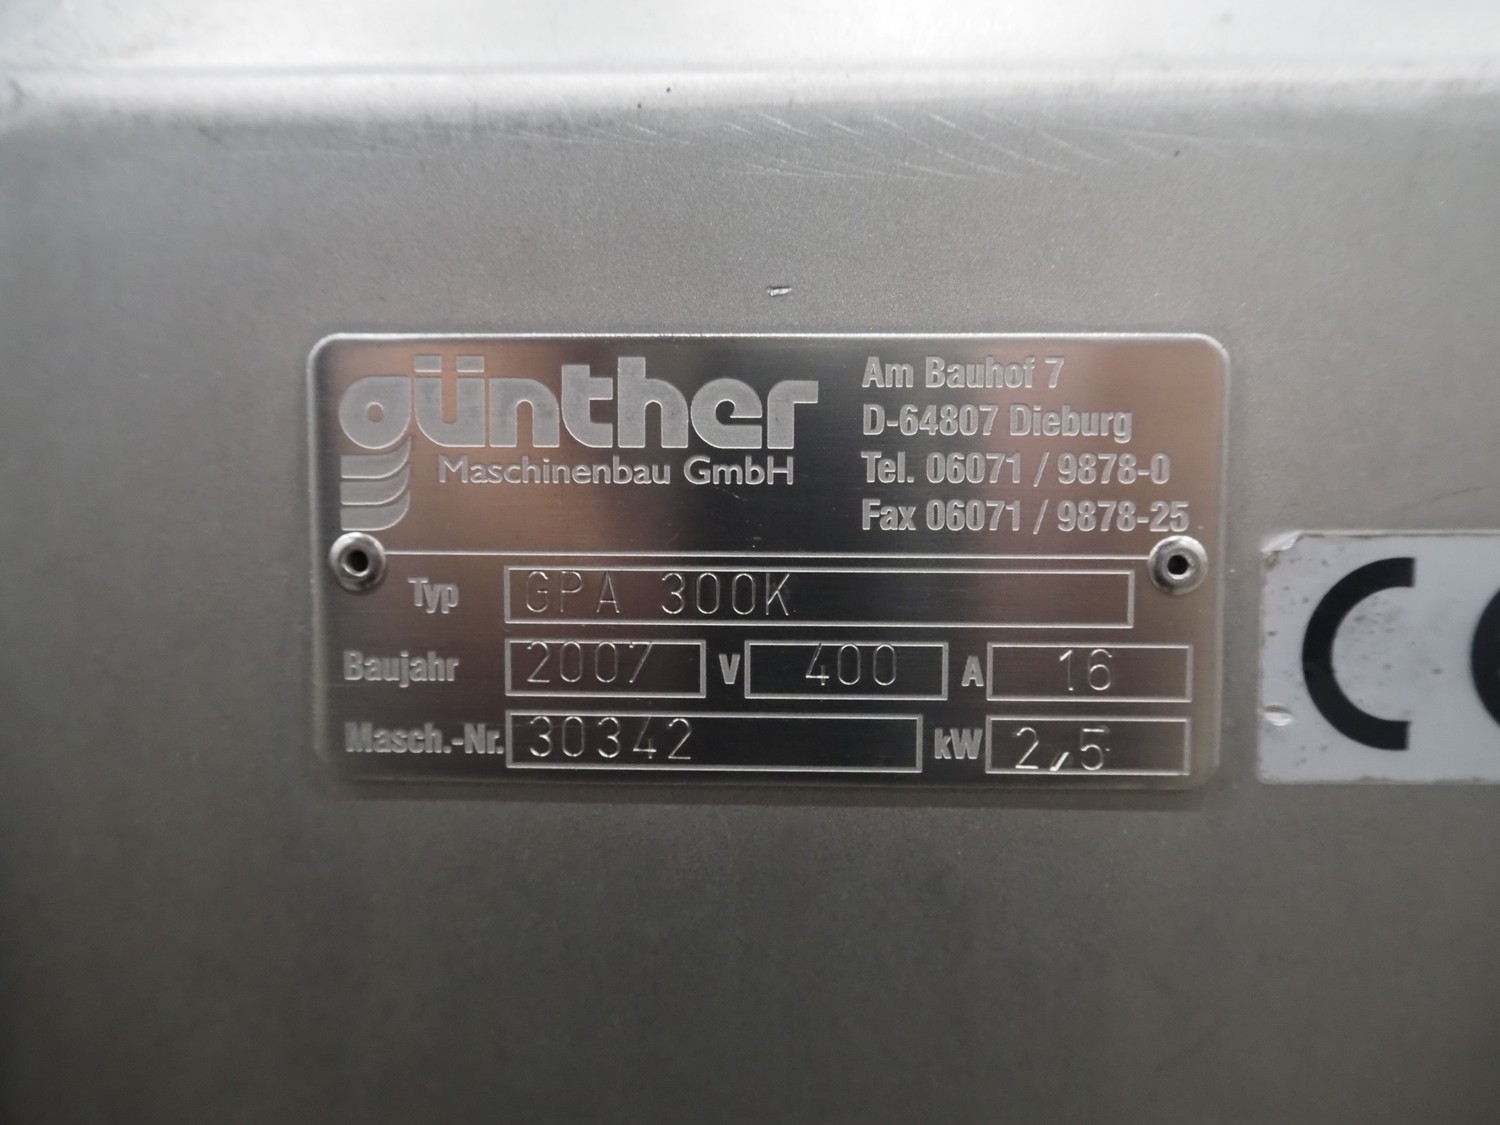 günther
Maschinenbau GmbH
Am Bauhof 7
D-64807 Dieburg
Tel. 06071 / 9878-0
Fax 06071 / 9878-25
Typ GPA 300K
Baujahr 2007 V 400 A 16
Masch.-Nr. 30342 kW 2,5
CE